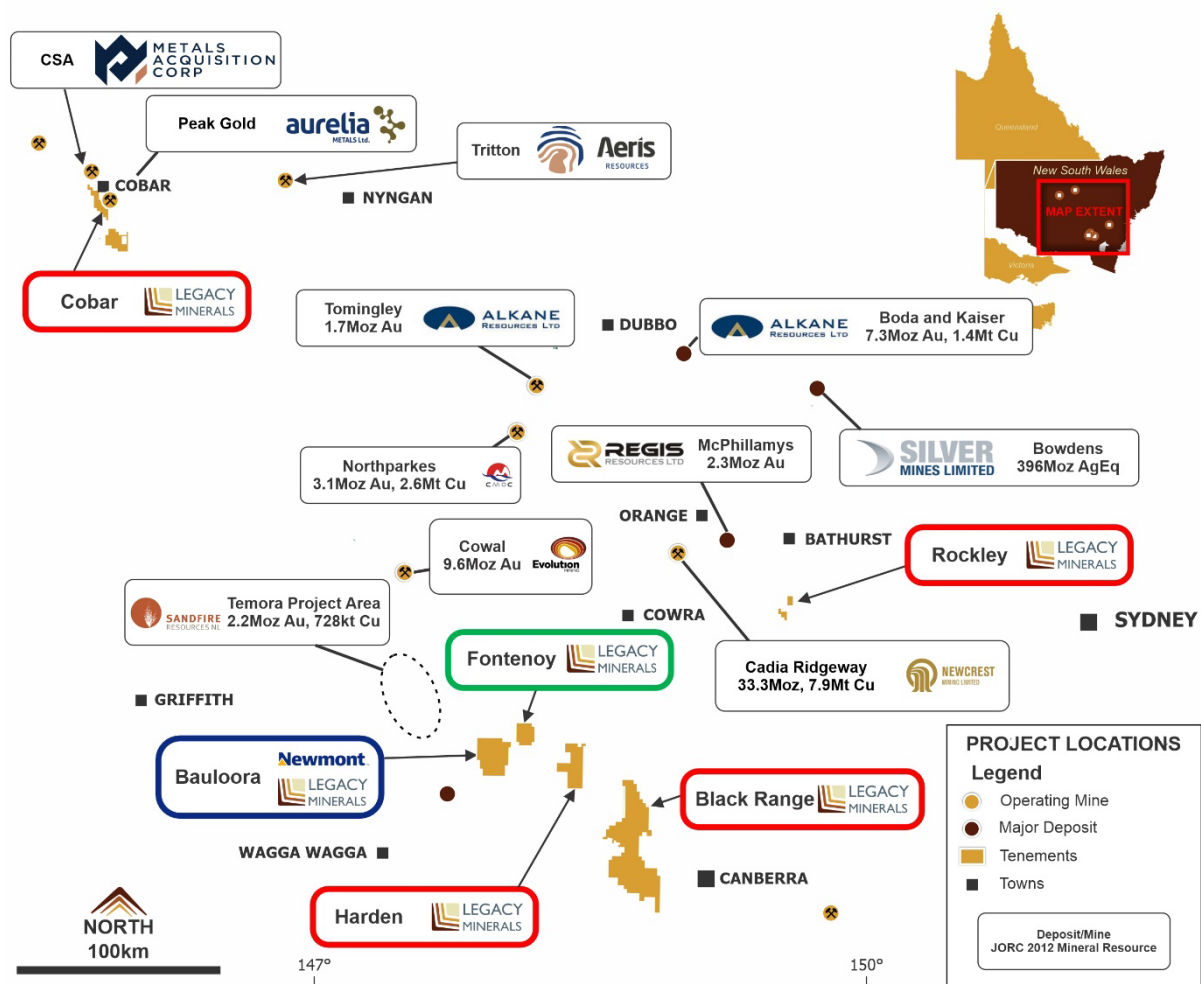 CSA
METALS
ACQUISITION
CORP
Peak Gold
aurelia
METALS Ltd.
Tritton
Aeris
RESOURCES
COBAR
NYNGAN
Queensland
New South Wales
MAP EXTENT
Victoria
Cobar
LEGACY
MINERALS
Tomingley
1.7Moz Au
ALKANE
RESOURCES LTD
DUBBO
ALKANE
RESOURCES LTD
Boda and Kaiser
7.3Moz Au, 1.4Mt Cu
Northparkes
3.1Moz Au, 2.6Mt Cu
CMOC
REGIS
RESOURCES LTD
McPhillamys
2.3Moz Au
SILVER
MINES LIMITED
Bowdens
396Moz AgEq
ORANGE
BATHURST
Cowal
9.6Moz Au
Evolution
MINING
Rockley
LEGACY
MINERALS
SANDFIRE
RESOURCES NL
Temora Project Area
2.2Moz Au, 728kt Cu
COWRA
SYDNEY
Fontenoy
LEGACY
MINERALS
Cadia Ridgeway
33.3Moz, 7.9Mt Cu
NEWCREST
MINING LIMITED
GRIFFITH
Bauloora
Newmont
LEGACY
MINERALS
Black Range
LEGACY
MINERALS
WAGGA WAGGA
CANBERRA
Harden
LEGACY
MINERALS
NORTH
100km
147°
150°
PROJECT LOCATIONS
Legend
Operating Mine
Major Deposit
Tenements
Towns
Deposit/Mine
JORC 2012 Mineral Resource